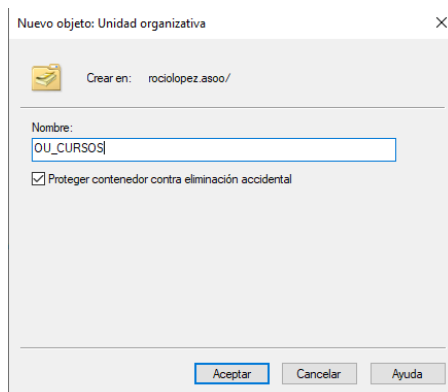 Nuevo objeto: Unidad organizativa
Crear en: rociolopez.asoo/
Nombre:
OU_CURSOS
Proteger contenedor contra eliminación accidental
Aceptar Cancelar Ayuda